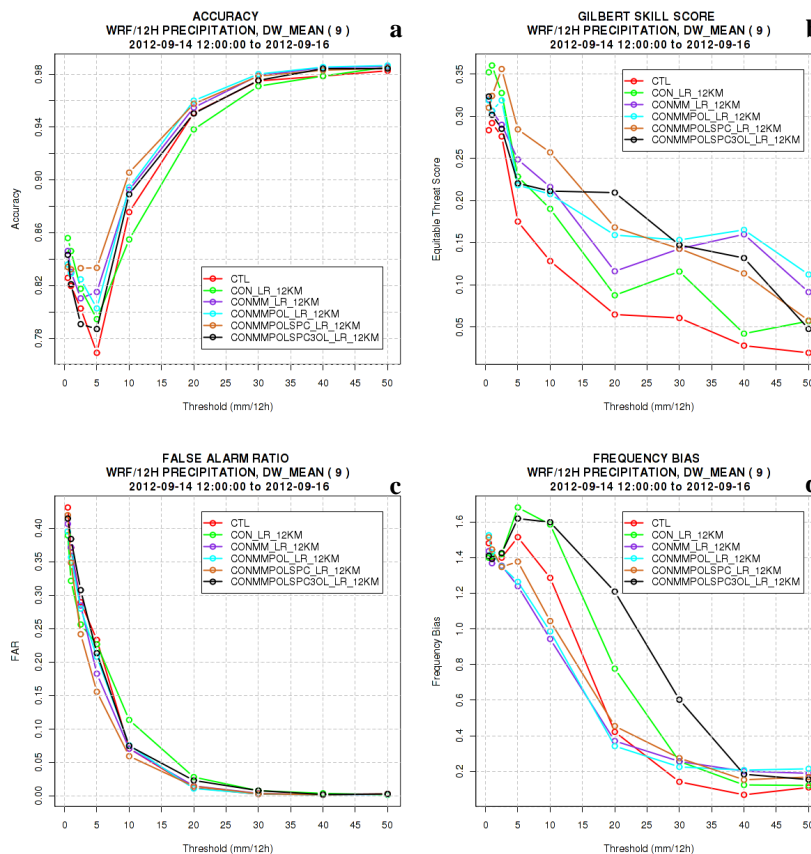 ACCURACY
WRF/12H PRECIPITATION, DW_MEAN ( 9 )
2012-09-14 12:00:00 to 2012-09-16
a
0.98
0.94
0.90
0.86
0.82
0.78
Accuracy
CTL
CON_LR_12KM
CONMM_LR_12KM
CONMMPOL_LR_12KM
CONMMPOLSPC_LR_12KM
CONMMPOLSPC3OL_LR_12KM
0 5 10 15 20 25 30 35 40 45 50
Threshold (mm/12h)
GILBERT SKILL SCORE
WRF/12H PRECIPITATION, DW_MEAN ( 9 )
2012-09-14 12:00:00 to 2012-09-16
b
0.35
0.30
0.25
0.20
0.15
0.10
0.05
Equitable Threat Score
CTL
CON_LR_12KM
CONMM_LR_12KM
CONMMPOL_LR_12KM
CONMMPOLSPC_LR_12KM
CONMMPOLSPC3OL_LR_12KM
0 5 10 15 20 25 30 35 40 45 50
Threshold (mm/12h)
FALSE ALARM RATIO
WRF/12H PRECIPITATION, DW_MEAN ( 9 )
2012-09-14 12:00:00 to 2012-09-16
c
0.40
0.35
0.30
0.25
0.20
0.15
0.10
0.05
0.00
FAR
CTL
CON_LR_12KM
CONMM_LR_12KM
CONMMPOL_LR_12KM
CONMMPOLSPC_LR_12KM
CONMMPOLSPC3OL_LR_12KM
0 5 10 15 20 25 30 35 40 45 50
Threshold (mm/12h)
FREQUENCY BIAS
WRF/12H PRECIPITATION, DW_MEAN ( 9 )
2012-09-14 12:00:00 to 2012-09-16
d
1.6
1.4
1.2
1.0
0.8
0.6
0.4
0.2
Frequency Bias
CTL
CON_LR_12KM
CONMM_LR_12KM
CONMMPOL_LR_12KM
CONMMPOLSPC_LR_12KM
CONMMPOLSPC3OL_LR_12KM
0 5 10 15 20 25 30 35 40 45 50
Threshold (mm/12h)